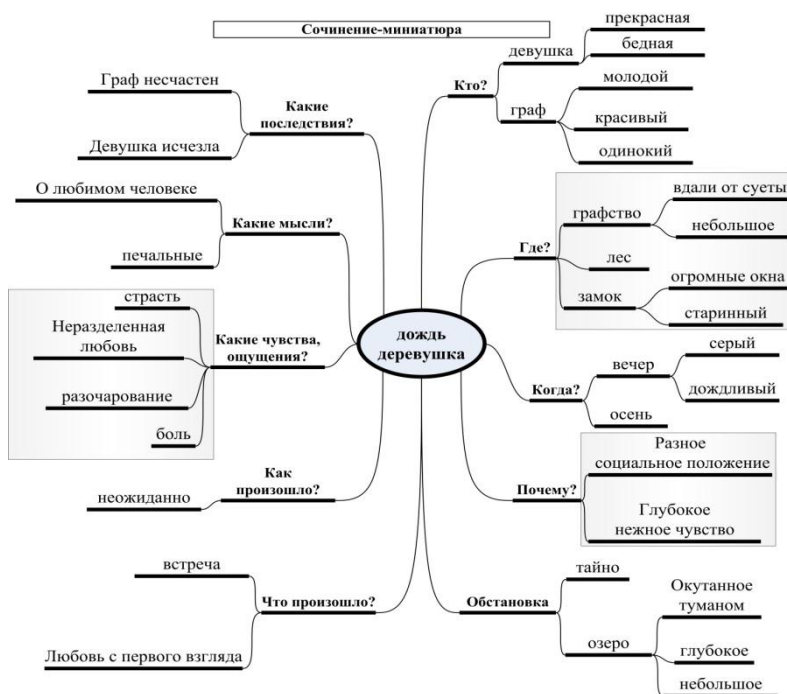 Сочинение-миниатюра
Кто?
девушка
прекрасная
бедная
граф
молодой
красивый
одинокий
Где?
графство
вдали от суеты
небольшое
лес
замок
огромные окна
старинный
Когда?
вечер
серый
дождливый
осень
Почему?
Разное
социальное положение
Глубокое
нежное чувство
Обстановка
тайно
озеро
Окутанное
туманом
глубокое
небольшое
дождь
деревушка
Какие
последствия?
Граф несчастен
Девушка исчезла
Какие мысли?
О любимом человеке
печальные
Какие чувства,
ощущения?
страсть
Неразделенная
любовь
разочарование
боль
Как
произошло?
неожиданно
Что произошло?
встреча
Любовь с первого взгляда